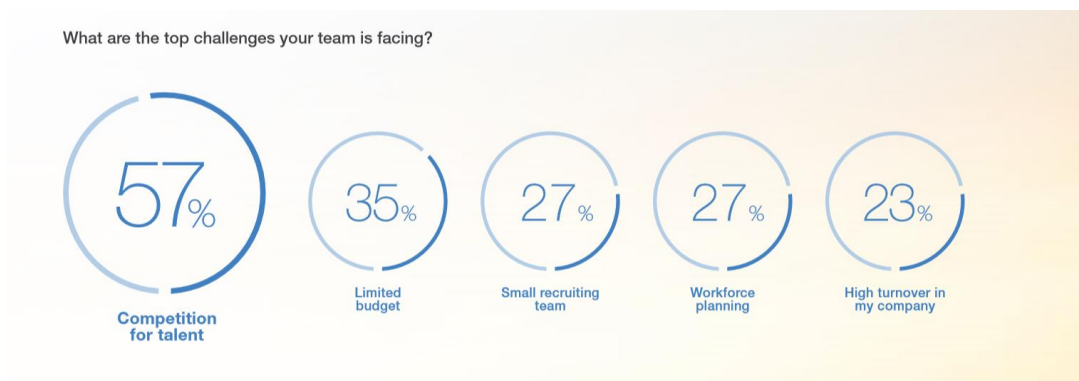 What are the top challenges your team is facing?
57%
Competition
for talent
35%
Limited
budget
27%
Small recruiting
team
27%
Workforce
planning
23%
High turnover in
my company